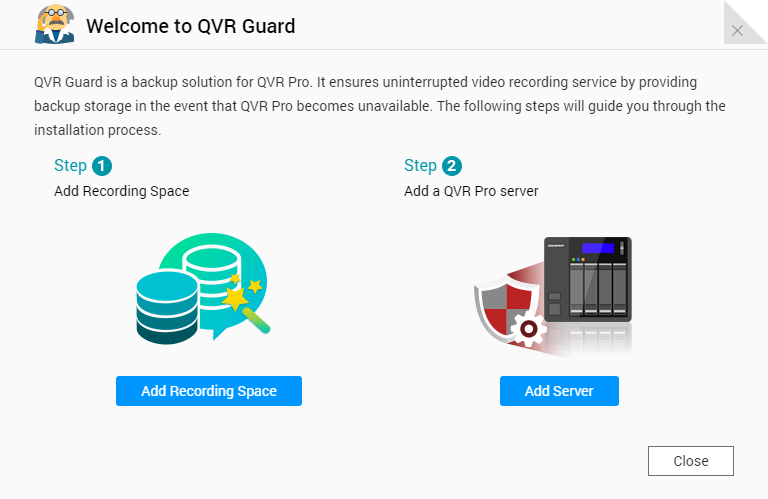 Welcome to QVR Guard
QVR Guard is a backup solution for QVR Pro. It ensures uninterrupted video recording service by providing
backup storage in the event that QVR Pro becomes unavailable. The following steps will guide you through the
installation process.
Step 1
Add Recording Space
Step 2
Add a QVR Pro server
Add Recording Space
Add Server
Close